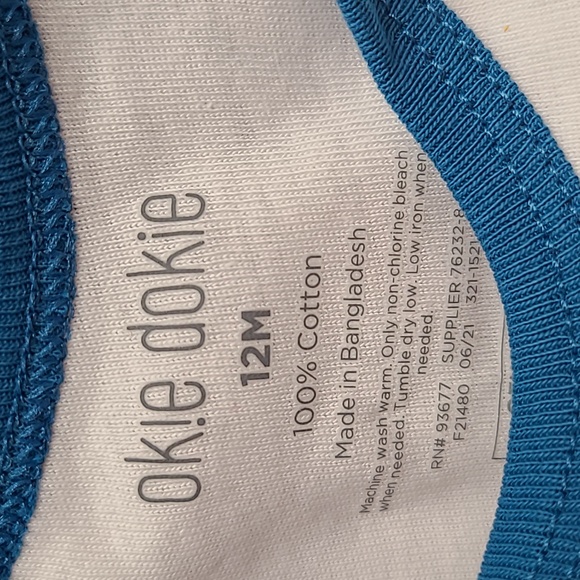 okie dokie
12M
100% Cotton
Made in Bangladesh
Machine wash warm. Only non-chlorine bleach
when needed. Tumble dry low. Low iron when
needed.
RN# 93677 SUPPLIER 76232-8
F21480 06/21 321-1521